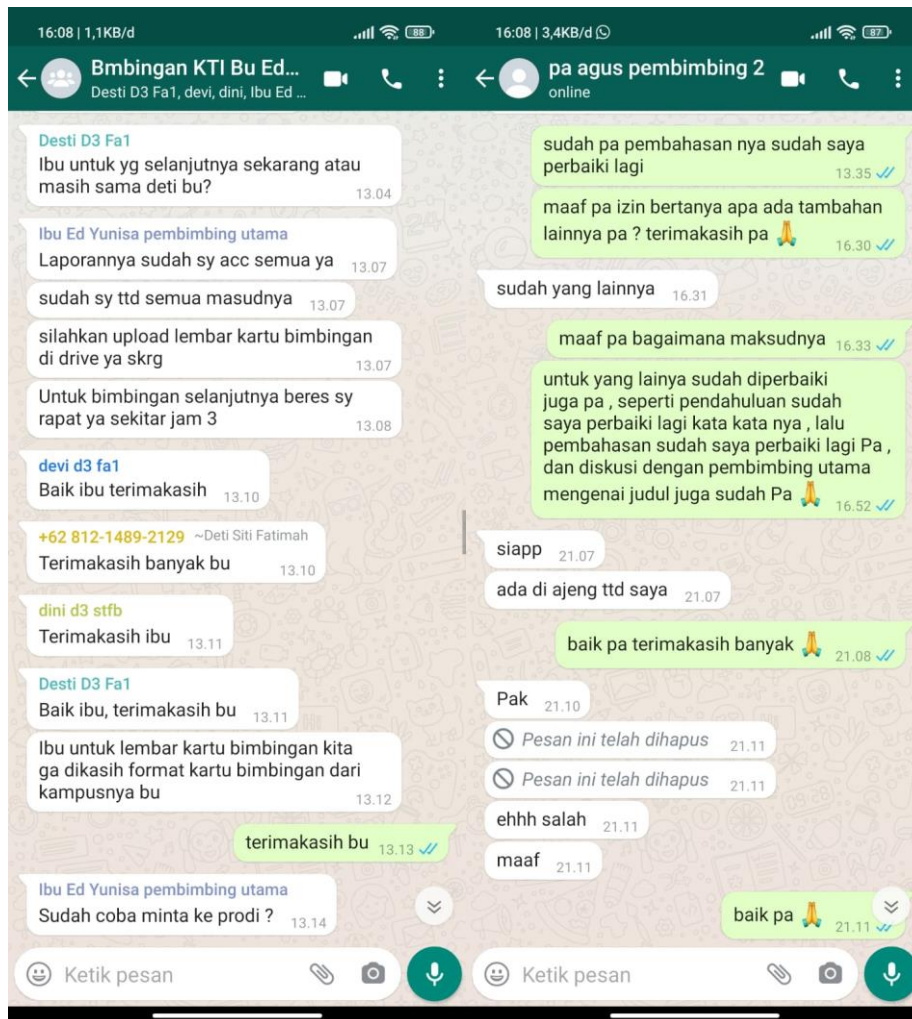 16:08 | 1,1KB/d
88
Bmbingan KTI Bu Ed...
Desti D3 Fa1, devi, dini, Ibu Ed ...
Desti D3 Fa1
Ibu untuk yg selanjutnya sekarang atau
masih sama deti bu?
13.04
Ibu Ed Yunisa pembimbing utama
Laporannya sudah sy acc semua ya
13.07
sudah sy ttd semua masudnya
13.07
silahkan upload lembar kartu bimbingan
di drive ya skrg
13.07
Untuk bimbingan selanjutnya beres sy
rapat ya sekitar jam 3
13.08
devi d3 fa1
Baik ibu terimakasih
13.10
+62 812-1489-2129 ~Deti Siti Fatimah
Terimakasih banyak bu
13.10
dini d3 stfb
Terimakasih ibu
13.11
Desti D3 Fa1
Baik ibu, terimakasih bu
13.11
Ibu untuk lembar kartu bimbingan kita
ga dikasih format kartu bimbingan dari
kampusnya bu
13.12
terimakasih bu
13.13
Ibu Ed Yunisa pembimbing utama
Sudah coba minta ke prodi ?
13.14
Ketik pesan
16:08 | 3,4KB/d
87
pa agus pembimbing 2
online
sudah pa pembahasan nya sudah saya
perbaiki lagi
13.35
maaf pa izin bertanya apa ada tambahan
lainnya pa ? terimakasih pa 🙏
16.30
sudah yang lainnya
16.31
maaf pa bagaimana maksudnya
16.33
untuk yang lainya sudah diperbaiki
juga pa , seperti pendahuluan sudah
saya perbaiki lagi kata kata nya , lalu
pembahasan sudah saya perbaiki lagi Pa ,
dan diskusi dengan pembimbing utama
mengenai judul juga sudah Pa 🙏
16.52
siapp
21.07
ada di ajeng ttd saya
21.07
baik pa terimakasih banyak 🙏
21.08
Pak
21.10
Pesan ini telah dihapus
21.11
Pesan ini telah dihapus
21.11
ehhh salah
21.11
maaf
21.11
baik pa 🙏
21.11
Ketik pesan